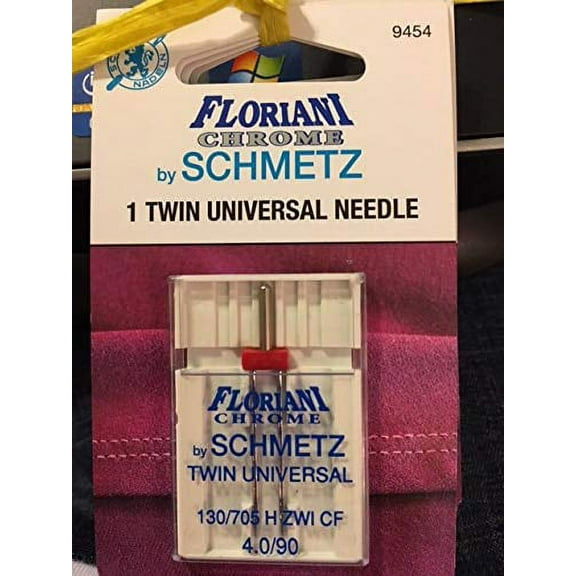 9454
NADELN
FLORIANI
CHROME
by SCHMETZ
1 TWIN UNIVERSAL NEEDLE
FLORIANI
CHROME
by SCHMETZ
TWIN UNIVERSAL
130/705 H ZWI CF
4.0/90